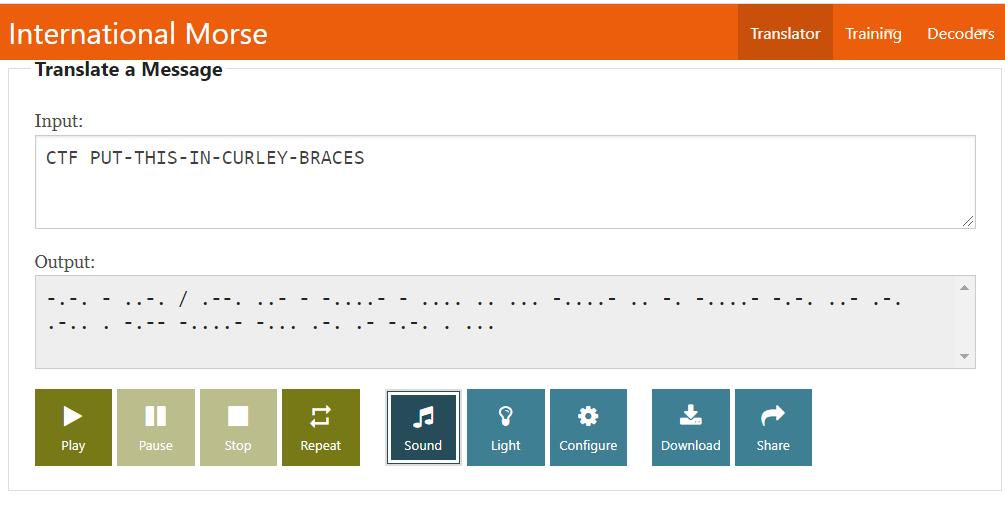 International Morse
Translator Training Decoders
Translate a Message
Input:
CTF PUT-THIS-IN-CURLEY-BRACES
Output:
-.-. - ..-. / .--. ..- - -....- - .... .. ... -....- .. -. -....- -.-. ..- .-.
.-.. . -.-- -....- -... .-. .- -.-. . ...
Play Pause Stop Repeat Sound Light Configure Download Share